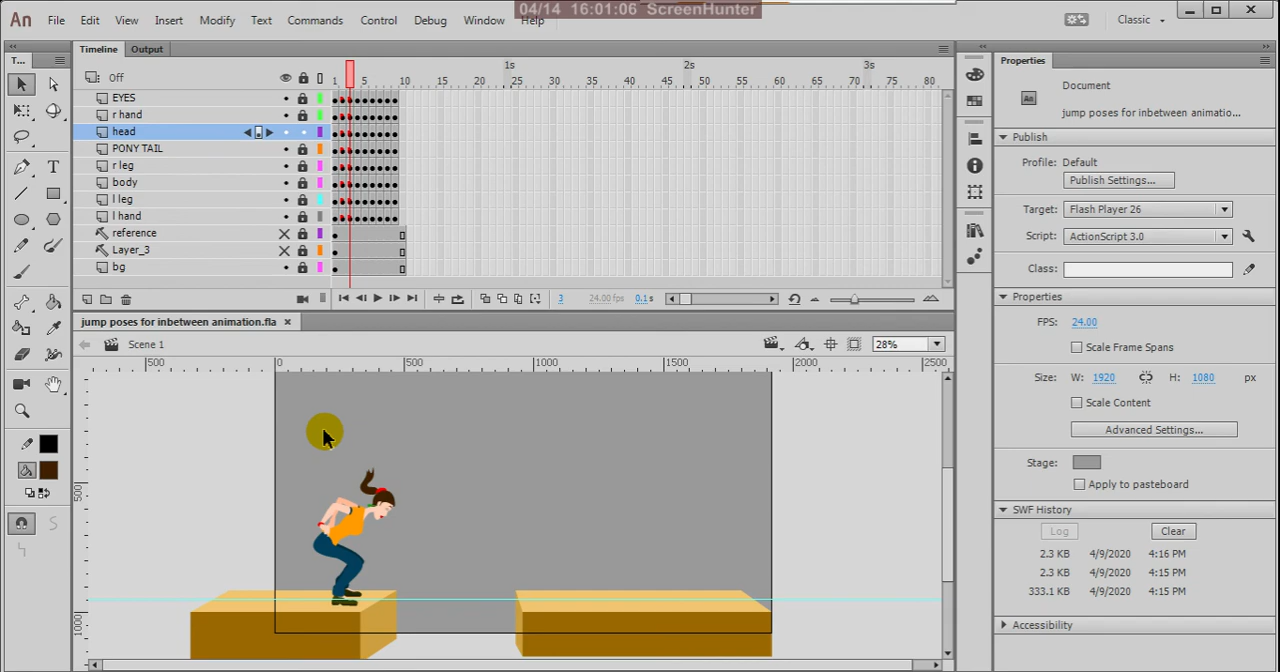 04/14 16:01:06 ScreenHunter
An File Edit View Insert Modify Text Commands Control Debug Window Help Classic
T... Timeline Output Properties
Off 1s 2s 3s
1 5 10 15 20 25 30 35 40 45 50 55 60 65 70 75 80
EYES
r hand
head
PONY TAIL
r leg
body
l leg
l hand
reference
Layer_3
bg
3 24.00 fps 0.1s
jump poses for inbetween animation.fla
Scene 1 28%
500 0 500 1000 1500 2000 2500
500
1000
Document
An jump poses for inbetween animatio...
Publish
Profile: Default
Publish Settings...
Target: Flash Player 26
Script: ActionScript 3.0
Class:
Properties
FPS: 24.00
Scale Frame Spans
Size: W: 1920 H: 1080 px
Scale Content
Advanced Settings...
Stage:
Apply to pasteboard
SWF History
Log Clear
2.3 KB 4/9/2020 4:16 PM
2.3 KB 4/9/2020 4:15 PM
333.1 KB 4/9/2020 4:15 PM
Accessibility